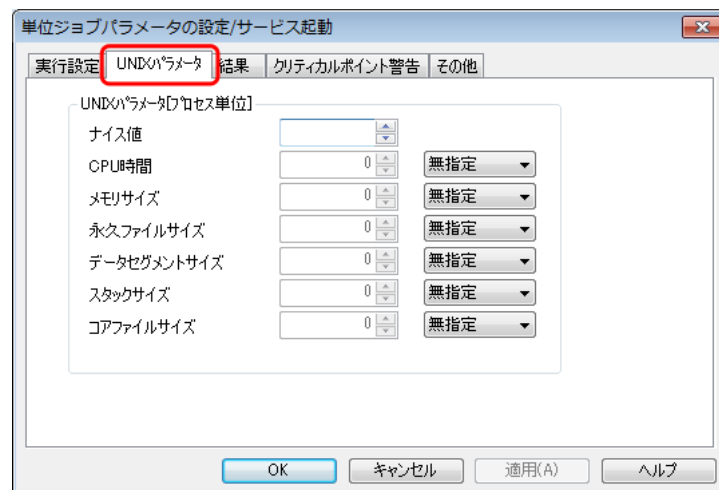 単位ジョブパラメータの設定/サービス起動
実行設定 UNIXパラメータ 結果 クリティカルポイント警告 その他
UNIXパラメータ[プロセス単位]
ナイス値
CPU時間 0 無指定
メモリサイズ 0 無指定
永久ファイルサイズ 0 無指定
データセグメントサイズ 0 無指定
スタックサイズ 0 無指定
コアファイルサイズ 0 無指定
OK キャンセル 適用(A) ヘルプ